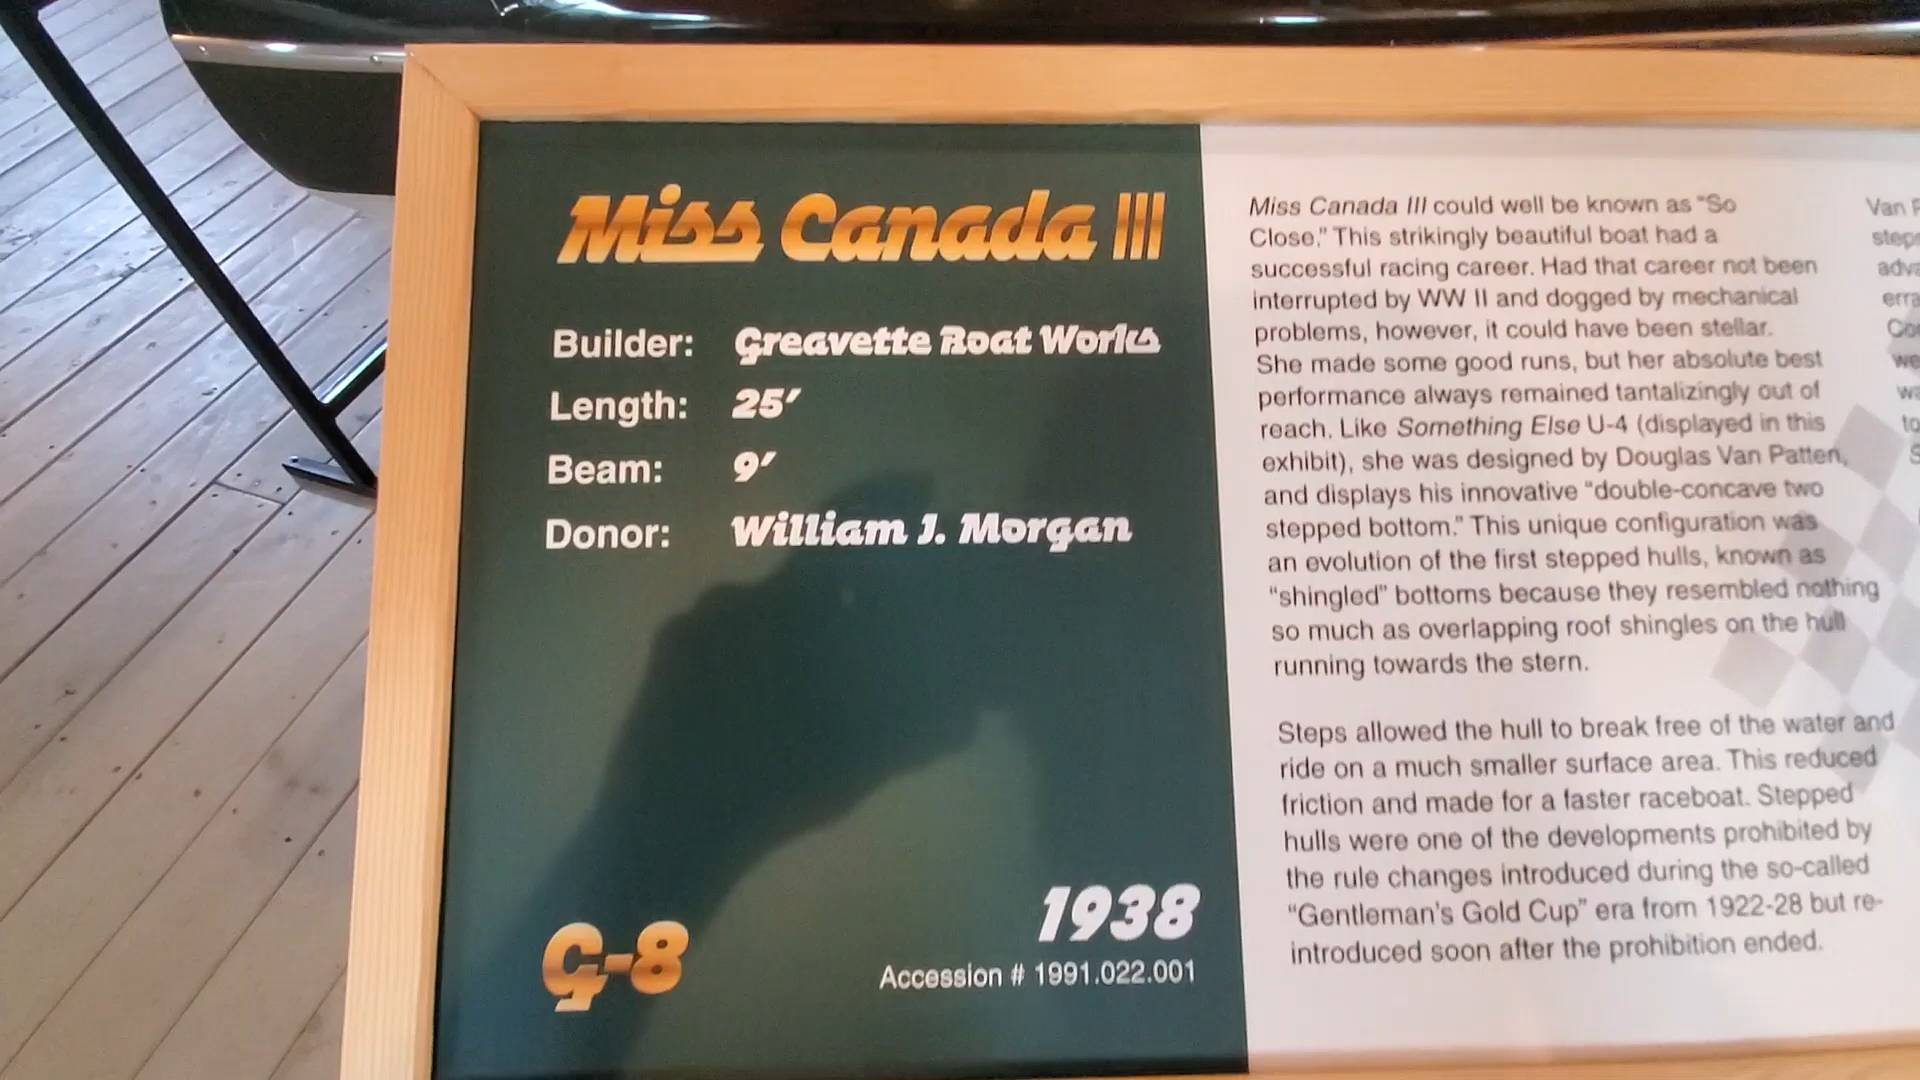 Miss Canada III
Builder: Greavette Boat Works
Length: 25′
Beam: 9′
Donor: William J. Morgan
G-8
1938
Accession # 1991.022.001
Miss Canada III could well be known as “So
Close.” This strikingly beautiful boat had a
successful racing career. Had that career not been
interrupted by WW II and dogged by mechanical
problems, however, it could have been stellar.
She made some good runs, but her absolute best
performance always remained tantalizingly out of
reach. Like Something Else U-4 (displayed in this
exhibit), she was designed by Douglas Van Patten,
and displays his innovative “double-concave two
stepped bottom.” This unique configuration was
an evolution of the first stepped hulls, known as
“shingled” bottoms because they resembled nothing
so much as overlapping roof shingles on the hull
running towards the stern.
Steps allowed the hull to break free of the water and
ride on a much smaller surface area. This reduced
friction and made for a faster raceboat. Stepped
hulls were one of the developments prohibited by
the rule changes introduced during the so-called
“Gentleman’s Gold Cup” era from 1922-28 but re-
introduced soon after the prohibition ended.
Van